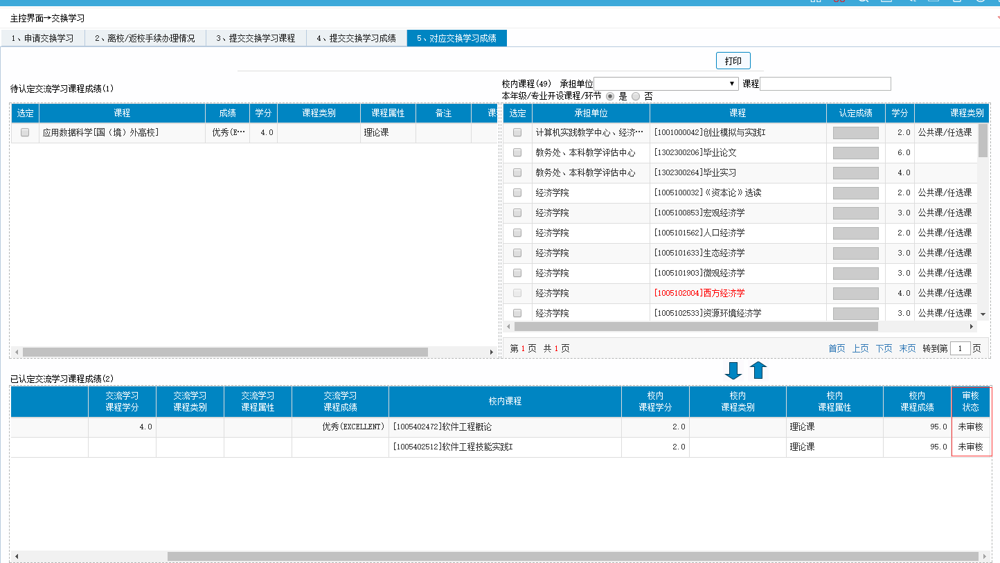 主控界面→交换学习
1、申请交换学习 2、离校/返校手续办理情况 3、提交交换学习课程 4、提交交换学习成绩 5、对应交换学习成绩
打印
待认定交流学习课程成绩(1)
校内课程(49) 承担单位 课程
本年级/专业开设课程/环节 是 否
选定 课程 成绩 学分 课程类别 课程属性 备注
应用数据科学[国（境）外高校] 优秀(E… 4.0 理论课
选定 承担单位 课程 认定成绩 学分 课程类别
计算机实践教学中心、经济… [1001000042]创业模拟与实践I 2.0 公共课/任选课
教务处、本科教学评估中心 [1302300206]毕业论文 6.0
教务处、本科教学评估中心 [1302300264]毕业实习 4.0
经济学院 [1005100032]《资本论》选读 2.0 公共课/任选课
经济学院 [1005100853]宏观经济学 3.0 公共课/任选课
经济学院 [1005101562]人口经济学 2.0 公共课/任选课
经济学院 [1005101633]生态经济学 3.0 公共课/任选课
经济学院 [1005101903]微观经济学 3.0 公共课/任选课
经济学院 [1005102004]西方经济学 4.0 公共课/任选课
经济学院 [1005102533]资源环境经济学 3.0 公共课/任选课
第 1 页 共 1 页 首页 上页 下页 末页 转到第 1 页
已认定交流学习课程成绩(2)
交流学习 交流学习 交流学习 交流学习 校内课程 校内 校内 校内 校内 审核
课程学分 课程类别 课程属性 课程成绩 课程学分 课程类别 课程属性 课程成绩 状态
4.0 优秀(EXCELLENT) [1005402472]软件工程概论 2.0 理论课 95.0 未审核
[1005402512]软件工程技能实践I 2.0 理论课 95.0 未审核